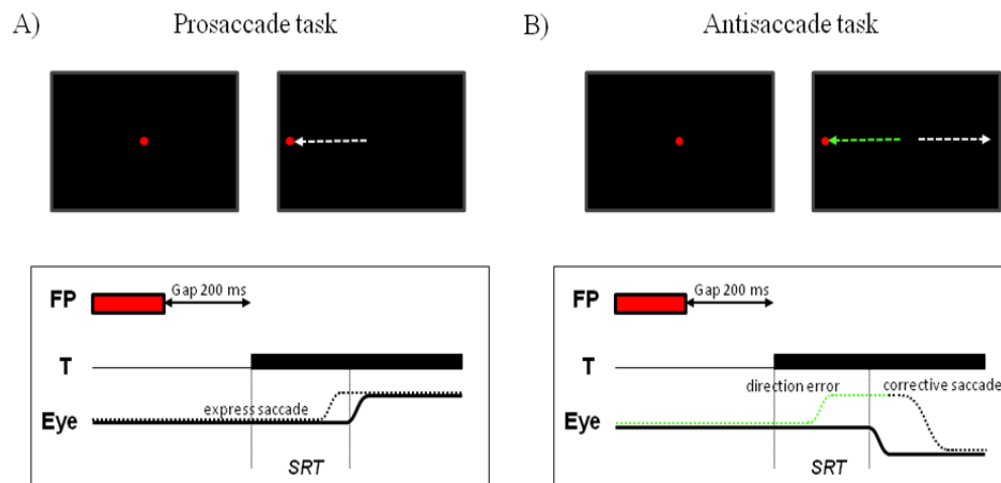 A) Prosaccade task
B) Antisaccade task
FP
Gap 200 ms
T
express saccade
Eye
SRT
FP
Gap 200 ms
T
direction error
corrective saccade
Eye
SRT